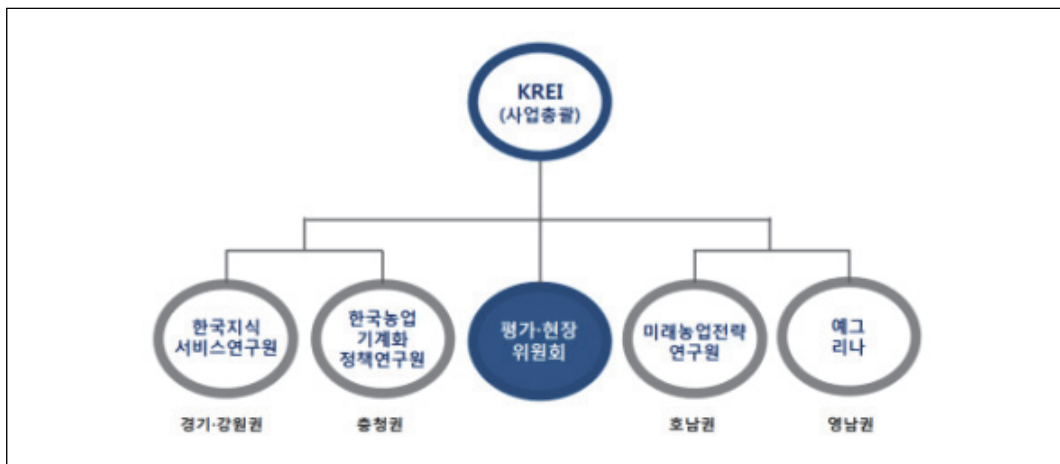 KREI
(사업총괄)
한국지식
서비스연구원
한국농업
기계화
정책연구원
평가·현장
위원회
미래농업전략
연구원
예그
리나
경기·강원권
충청권
호남권
영남권